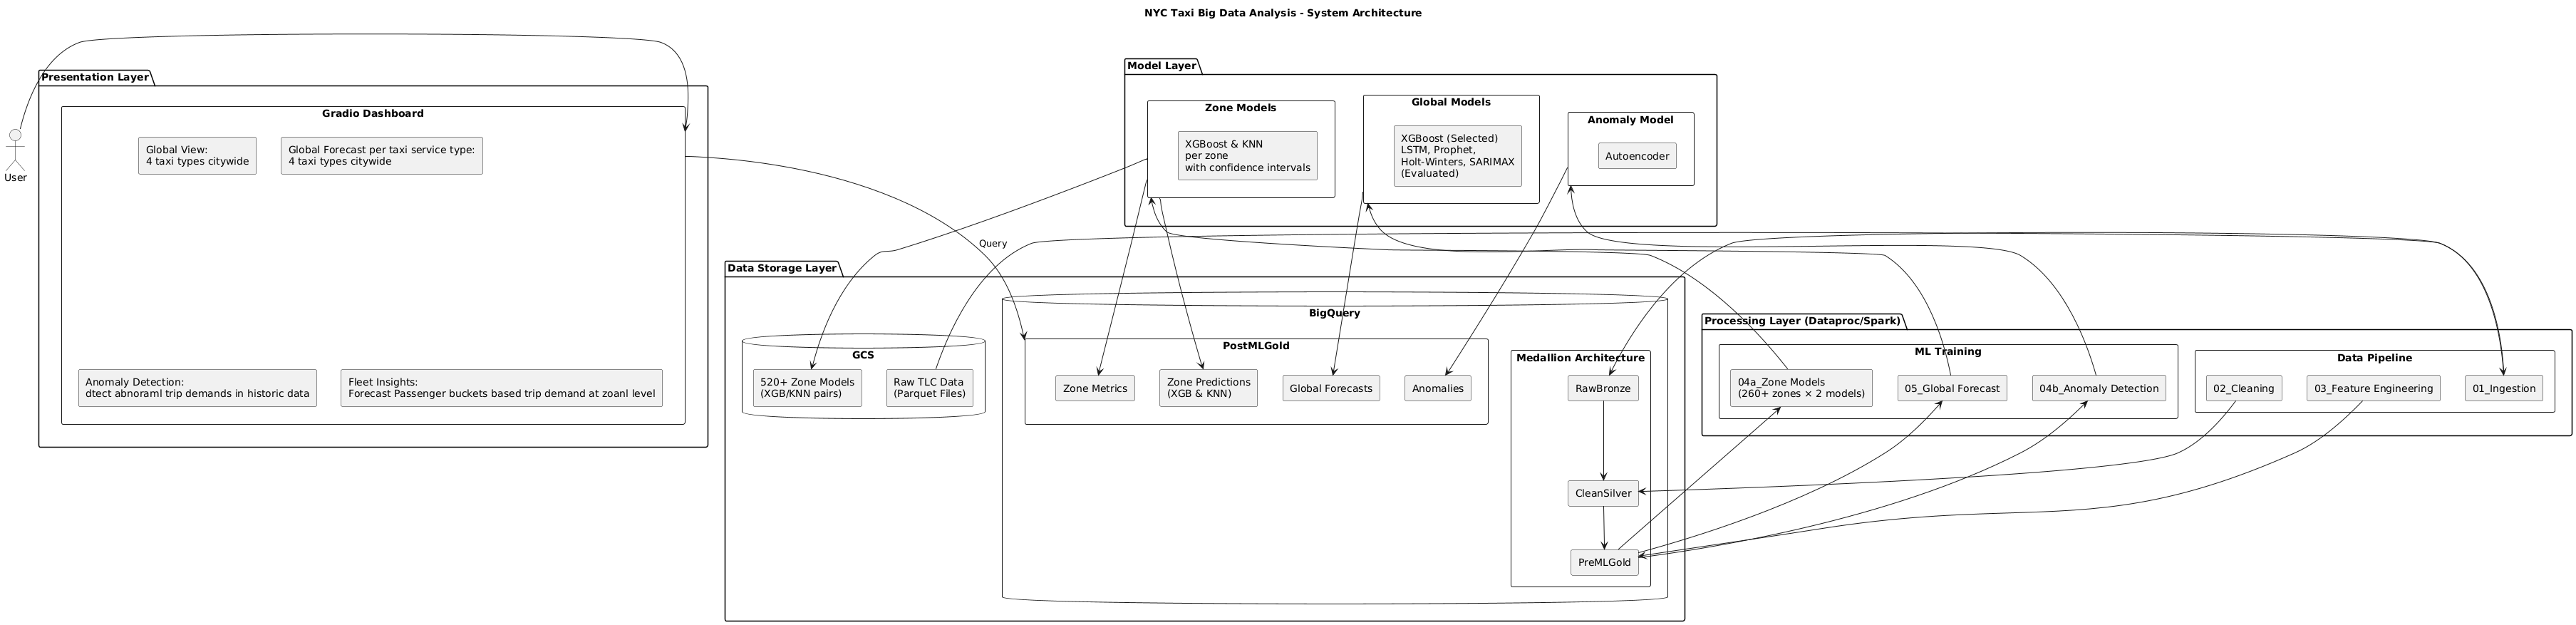 NYC Taxi Big Data Analysis - System Architecture
User
Presentation Layer
Gradio Dashboard
Global View:
4 taxi types citywide
Global Forecast per taxi service type:
4 taxi types citywide
Anomaly Detection:
dtect abnoraml trip demands in historic data
Fleet Insights:
Forecast Passenger buckets based trip demand at zoanl level
Model Layer
Zone Models
XGBoost & KNN
per zone
with confidence intervals
Global Models
XGBoost (Selected)
LSTM, Prophet,
Holt-Winters, SARIMAX
(Evaluated)
Anomaly Model
Autoencoder
Query
Data Storage Layer
GCS
520+ Zone Models
(XGB/KNN pairs)
Raw TLC Data
(Parquet Files)
BigQuery
PostMLGold
Zone Metrics
Zone Predictions
(XGB & KNN)
Global Forecasts
Anomalies
Medallion Architecture
RawBronze
CleanSilver
PreMLGold
Processing Layer (Dataproc/Spark)
ML Training
04a_Zone Models
(260+ zones × 2 models)
05_Global Forecast
04b_Anomaly Detection
Data Pipeline
02_Cleaning
03_Feature Engineering
01_Ingestion